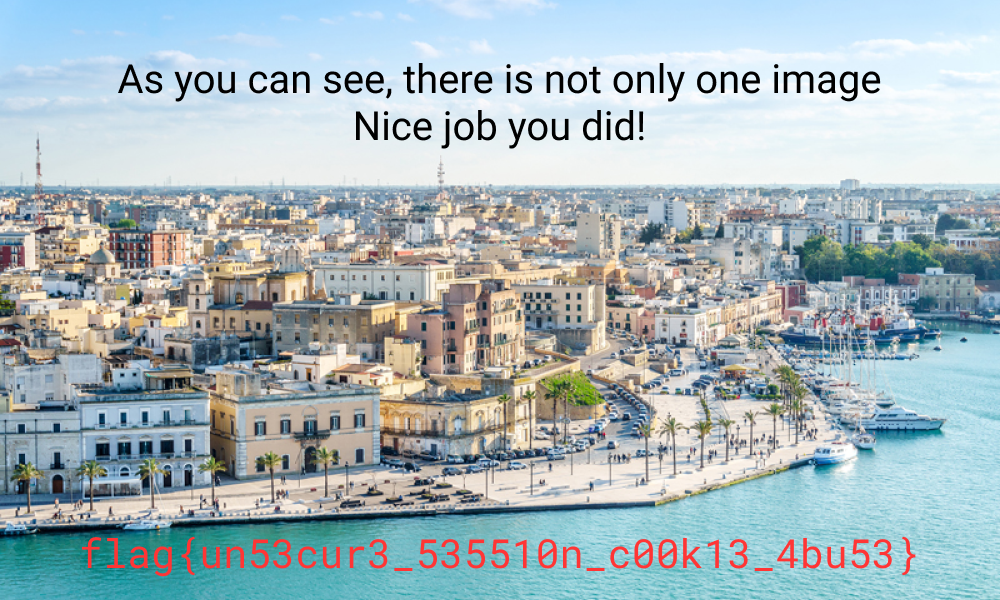 As you can see, there is not only one image
Nice job you did!
flag{un53cur3_535510n_c00k13_4bu53}